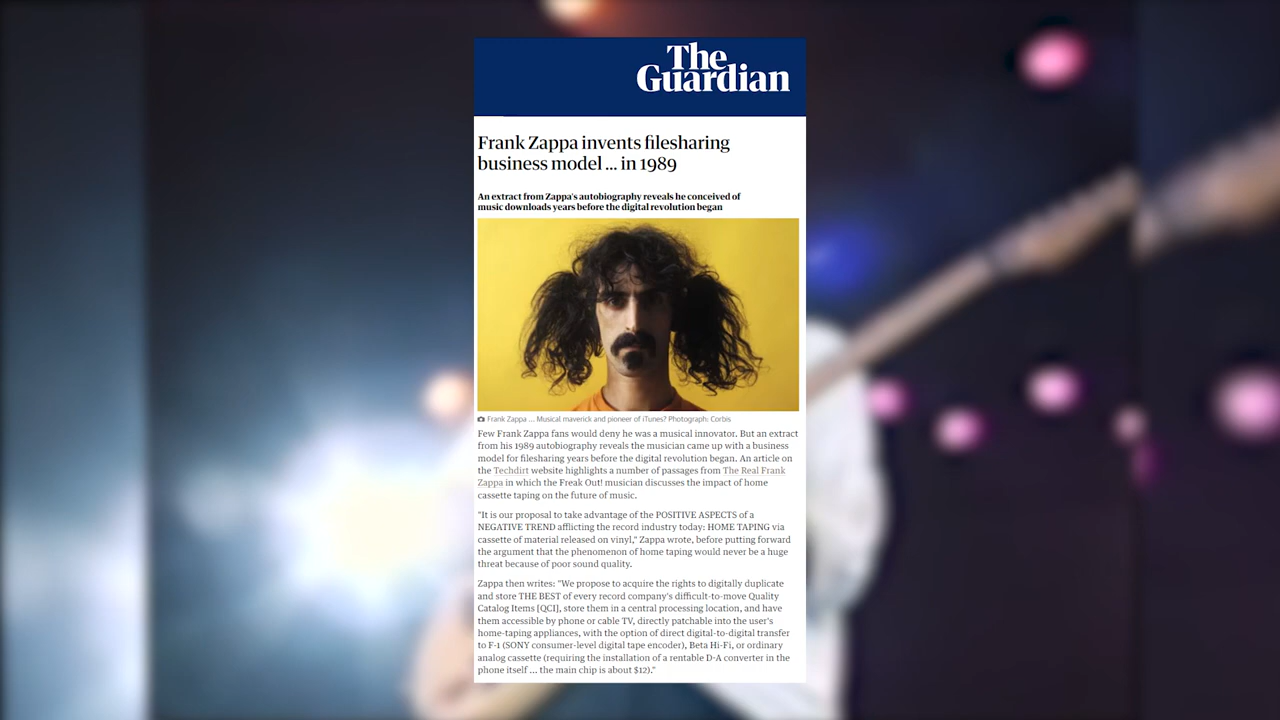 The
Guardian
Frank Zappa invents filesharing
business model ... in 1989
An extract from Zappa's autobiography reveals he conceived of
music downloads years before the digital revolution began
Frank Zappa ... Musical maverick and pioneer of iTunes? Photograph: Corbis
Few Frank Zappa fans would deny he was a musical innovator. But an extract
from his 1989 autobiography reveals the musician came up with a business
model for filesharing years before the digital revolution began. An article on
the Techdirt website highlights a number of passages from The Real Frank
Zappa in which the Freak Out! musician discusses the impact of home
cassette taping on the future of music.
"It is our proposal to take advantage of the POSITIVE ASPECTS of a
NEGATIVE TREND afflicting the record industry today: HOME TAPING via
cassette of material released on vinyl," Zappa wrote, before putting forward
the argument that the phenomenon of home taping would never be a huge
threat because of poor sound quality.
Zappa then writes: "We propose to acquire the rights to digitally duplicate
and store THE BEST of every record company's difficult-to-move Quality
Catalog Items [QCI], store them in a central processing location, and have
them accessible by phone or cable TV, directly patchable into the user's
home-taping appliances, with the option of direct digital-to-digital transfer
to F-1 (SONY consumer-level digital tape encoder), Beta Hi-Fi, or ordinary
analog cassette (requiring the installation of a rentable D-A converter in the
phone itself ... the main chip is about $12)."